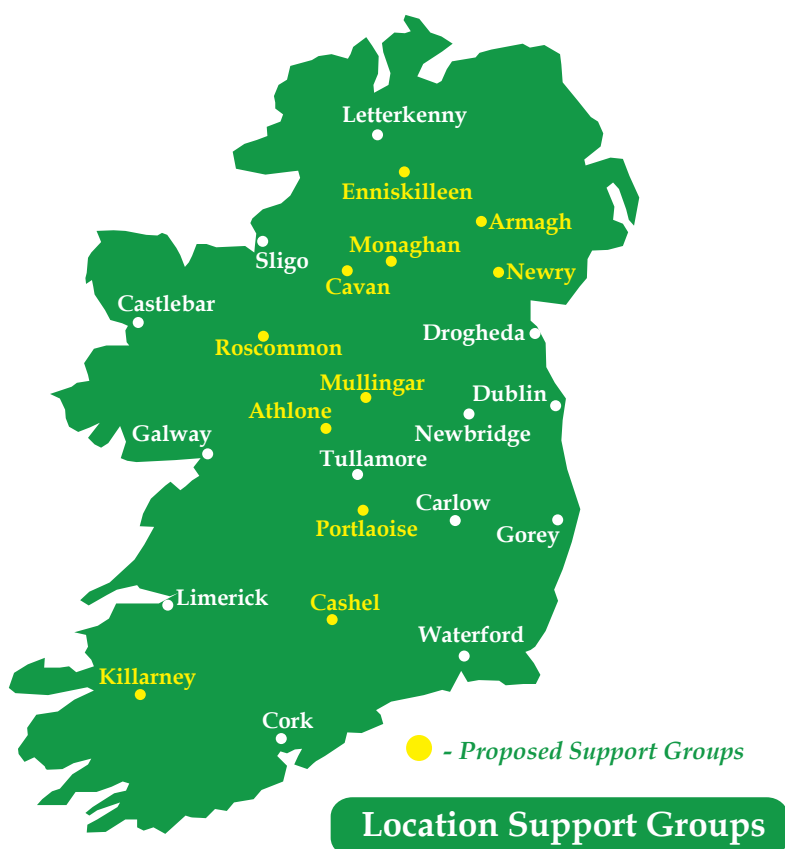 Letterkenny
Enniskilleen
Armagh
Monaghan
Sligo
Cavan
Newry
Castlebar
Drogheda
Roscommon
Mullingar
Dublin
Athlone
Galway
Newbridge
Tullamore
Carlow
Portlaoise
Gorey
Limerick
Cashel
Waterford
Killarney
Cork
- Proposed Support Groups
Location Support Groups